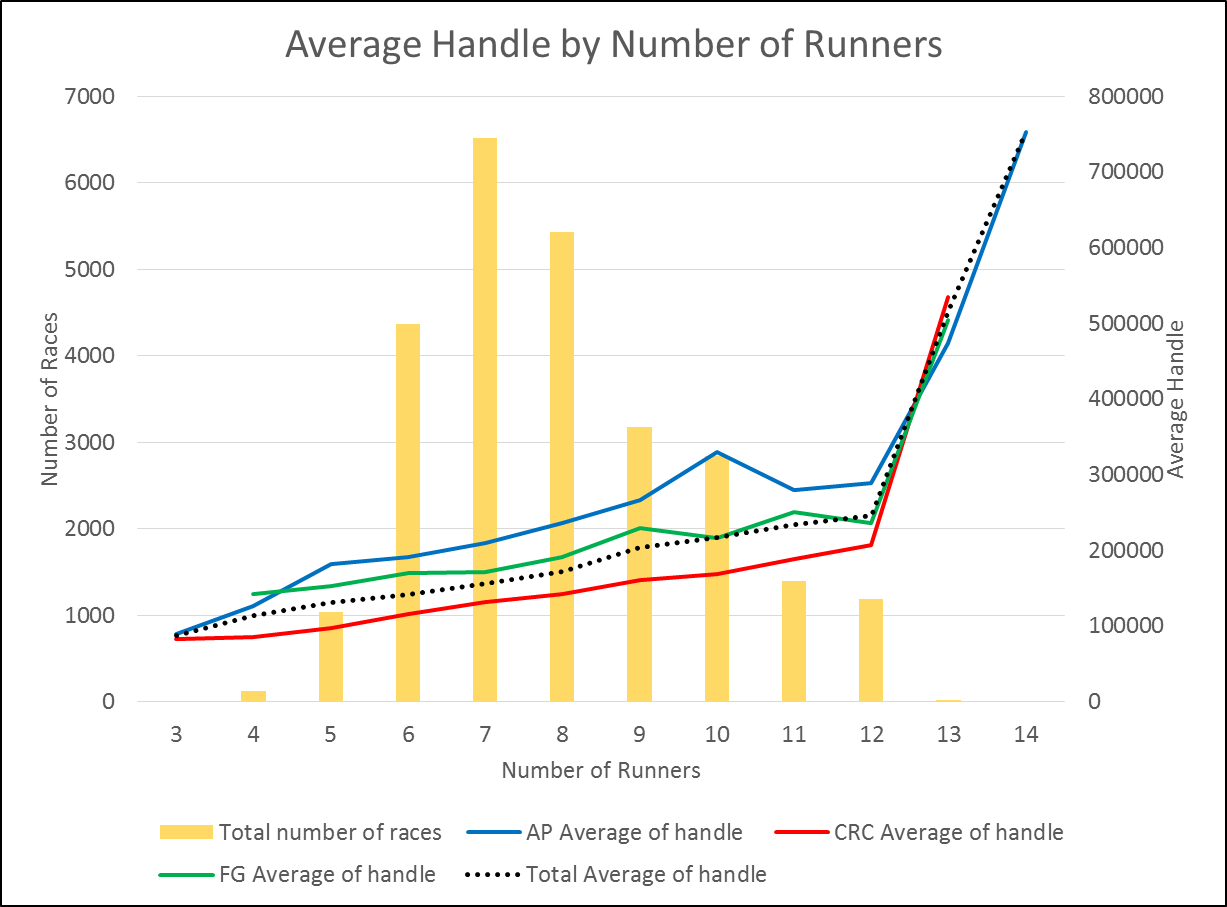 Average Handle by Number of Runners
7000
6000
5000
4000
3000
2000
1000
0
Number of Races
800000
700000
600000
500000
400000
300000
200000
100000
0
Average Handle
3 4 5 6 7 8 9 10 11 12 13 14
Number of Runners
Total number of races AP Average of handle CRC Average of handle
FG Average of handle Total Average of handle